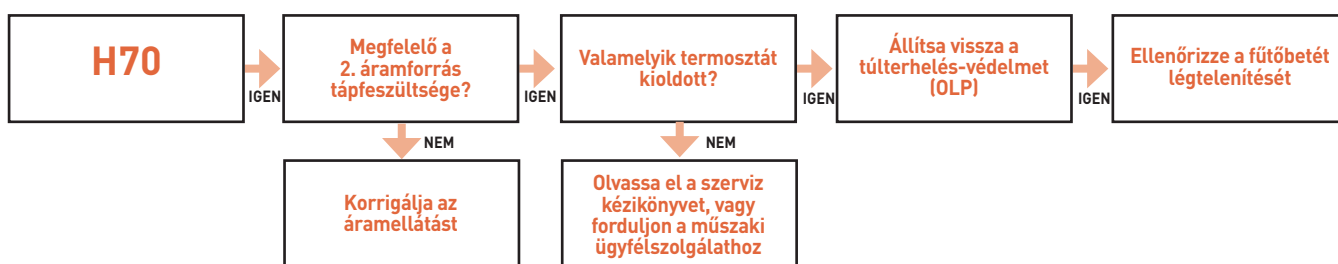 H70
IGEN
Megfelelő a
2. áramforrás
tápfeszültsége?
IGEN
Valamelyik termosztát
kioldott?
IGEN
Állítsa vissza a
túlterhelés-védelmet
(OLP)
IGEN
Ellenőrizze a fűtőbetét
légtelenítését
NEM
Korrigálja az
áramellátást
NEM
Olvassa el a szerviz
kézikönyvet, vagy
forduljon a műszaki
ügyfélszolgálathoz